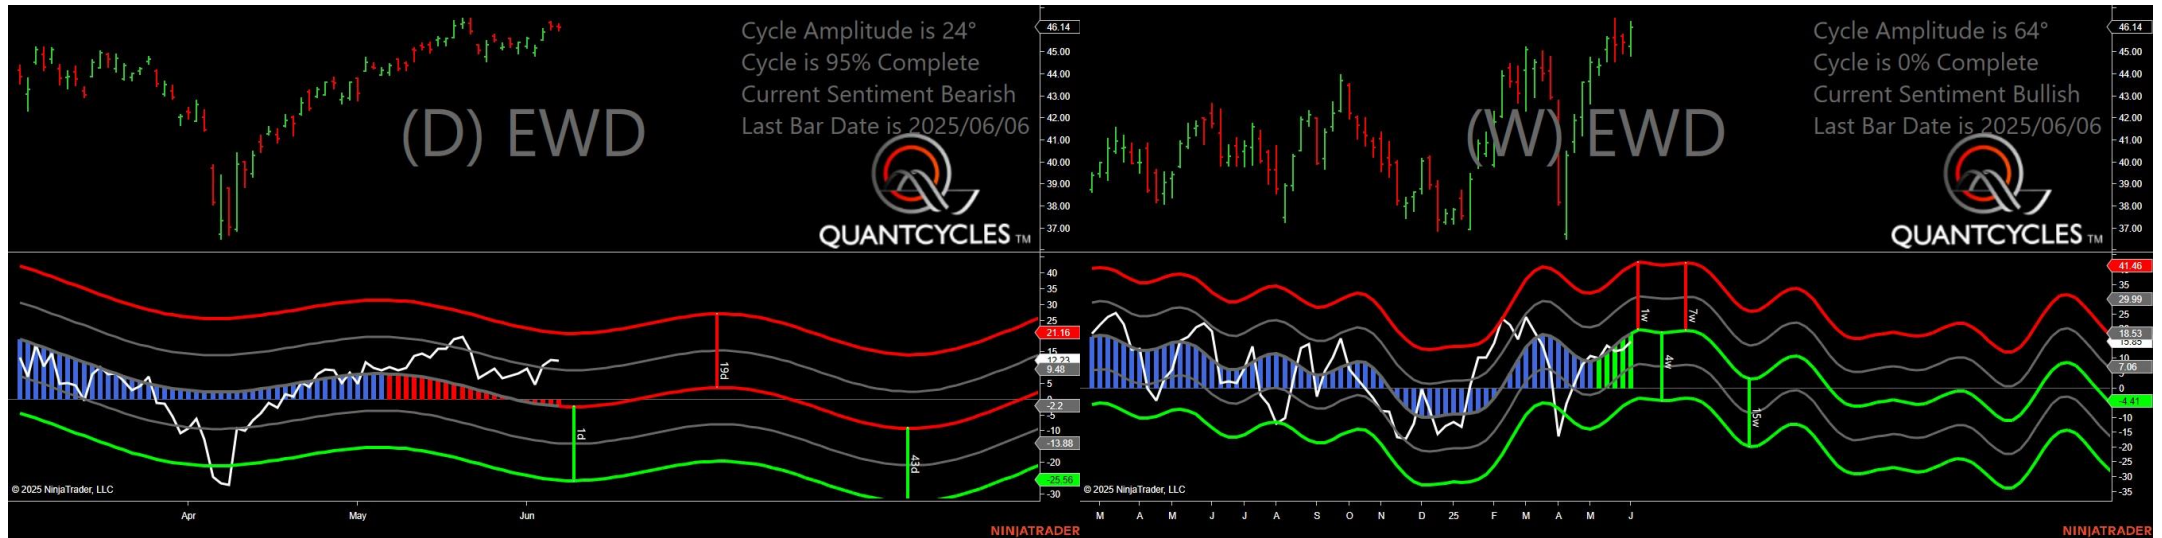 Cycle Amplitude is 24°
Cycle is 95% Complete
Current Sentiment Bearish
Last Bar Date is 2025/06/06
(D) EWD
QUANTCYCLES TM
46.14
45.00
44.00
43.00
42.00
41.00
40.00
39.00
38.00
37.00
40
35
30
25
21.16
15
12.23
9.48
5
-2.2
-5
-10
-13.88
-20
-25.56
-30
19d
1d
43d
© 2025 NinjaTrader, LLC
Apr May Jun
NINJATRADER
Cycle Amplitude is 64°
Cycle is 0% Complete
Current Sentiment Bullish
Last Bar Date is 2025/06/06
(W) EWD
QUANTCYCLES TM
46.14
45.00
44.00
43.00
42.00
41.00
40.00
39.00
38.00
37.00
41.46
35
29.99
25
18.53
15.85
10
7.06
0
-4.41
-10
-15
-20
-25
-30
-35
1w
7w
4w
15w
© 2025 NinjaTrader, LLC
M A M J J A S O N D 25 F M A M J
NINJATRADER